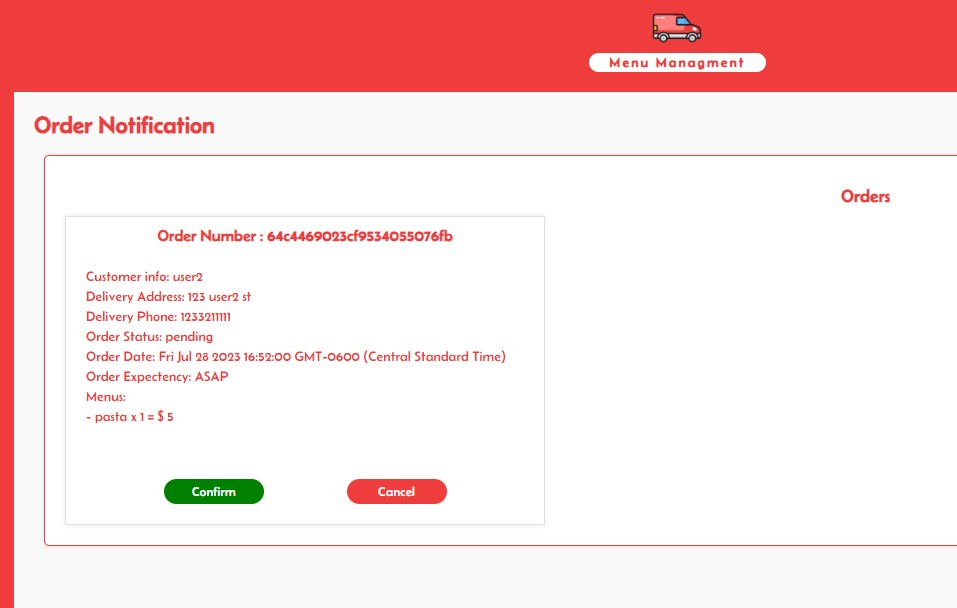 Menu Managment
Order Notification
Orders
Order Number : 64c4469023cf9534055076fb
Customer info: user2
Delivery Address: 123 user2 st
Delivery Phone: 1233211111
Order Status: pending
Order Date: Fri Jul 28 2023 16:52:00 GMT-0600 (Central Standard Time)
Order Expectency: ASAP
Menus:
- pasta x 1 = $ 5
Confirm
Cancel